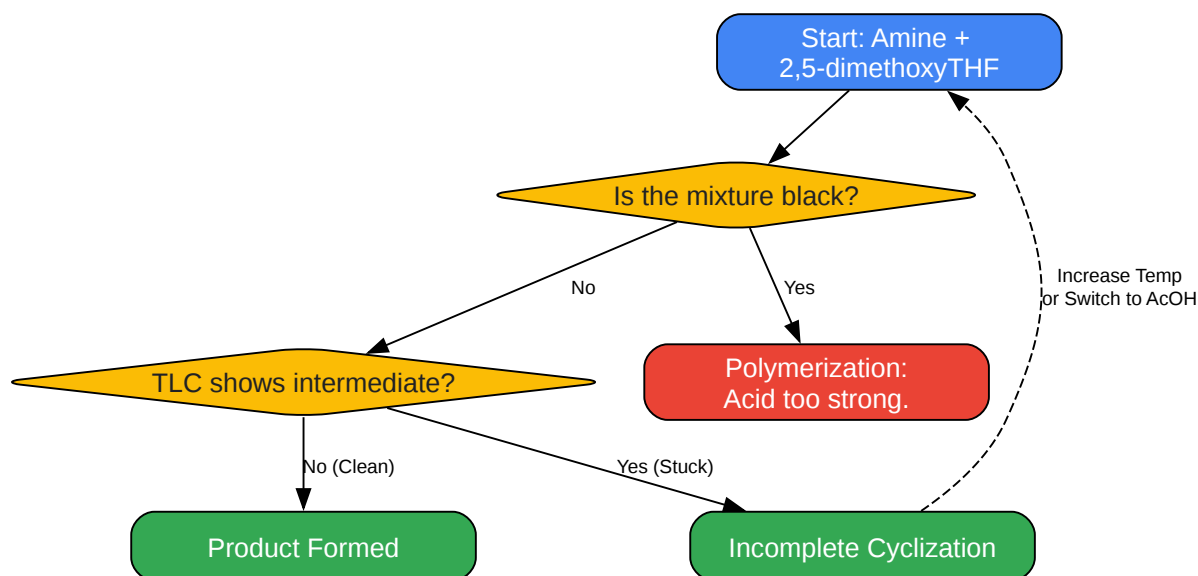 Start: Amine +
2,5-dimethoxyTHF
Is the mixture black?
Increase Temp
or Switch to AcOH
No
Yes
TLC shows intermediate?
Polymerization:
Acid too strong.
No (Clean)
Yes (Stuck)
Product Formed
Incomplete Cyclization